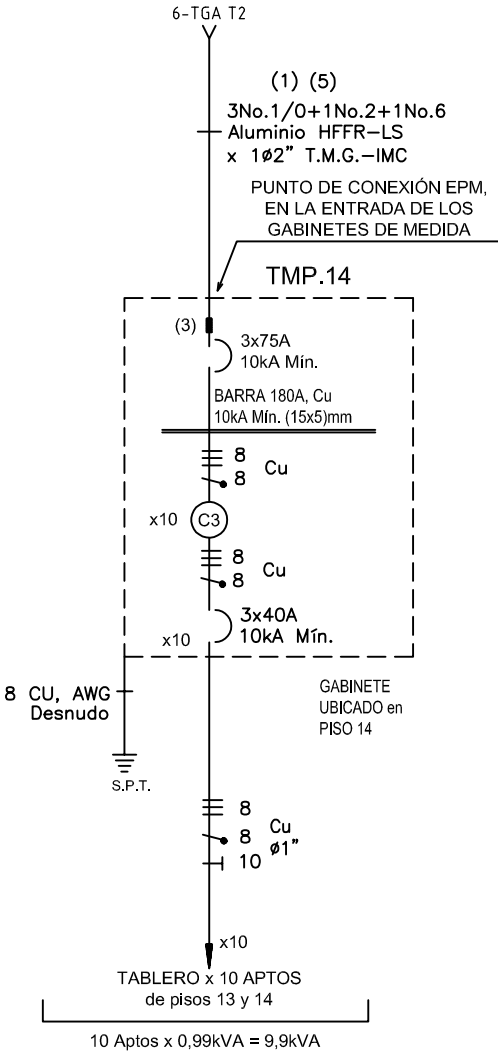 6-TGA T2
(1) (5)
3No.1/0+1No.2+1No.6
Aluminio HFFR-LS
x 1ø2" T.M.G.-IMC
PUNTO DE CONEXIÓN EPM,
EN LA ENTRADA DE LOS
GABINETES DE MEDIDA
TMP.14
(3)
3x75A
10kA Mín.
BARRA 180A, Cu
10kA Mín. (15x5)mm
8
Cu
8
x10
C3
8
Cu
8
3x40A
10kA Mín.
x10
8 CU, AWG
Desnudo
GABINETE
UBICADO en
PISO 14
S.P.T.
8
Cu
8
ø1"
10
x10
TABLERO x 10 APTOS
de pisos 13 y 14
10 Aptos x 0,99kVA = 9,9kVA